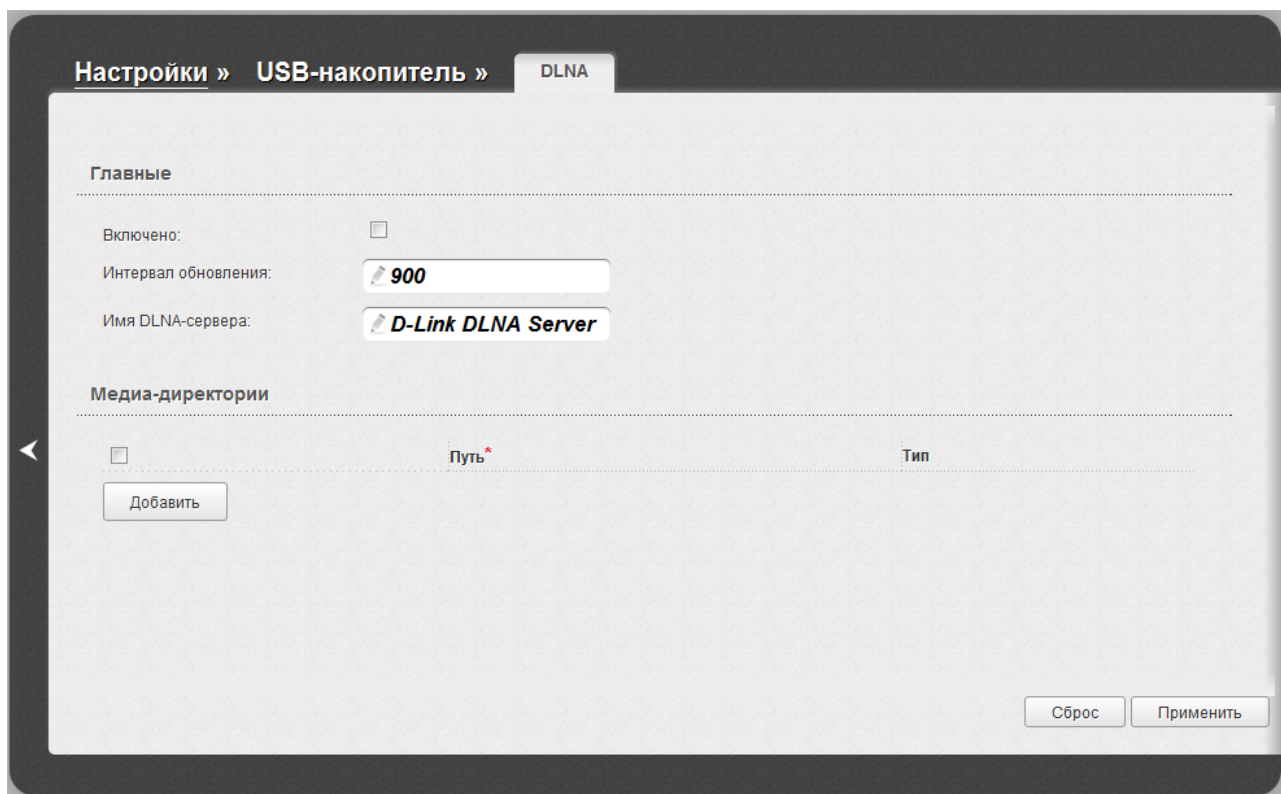 Настройки » USB-накопитель » DLNA
Главные
Включено:
Интервал обновления: 900
Имя DLNA-сервера: D-Link DLNA Server
Медиа-директории
Путь* Тип
Добавить
Сброс Применить